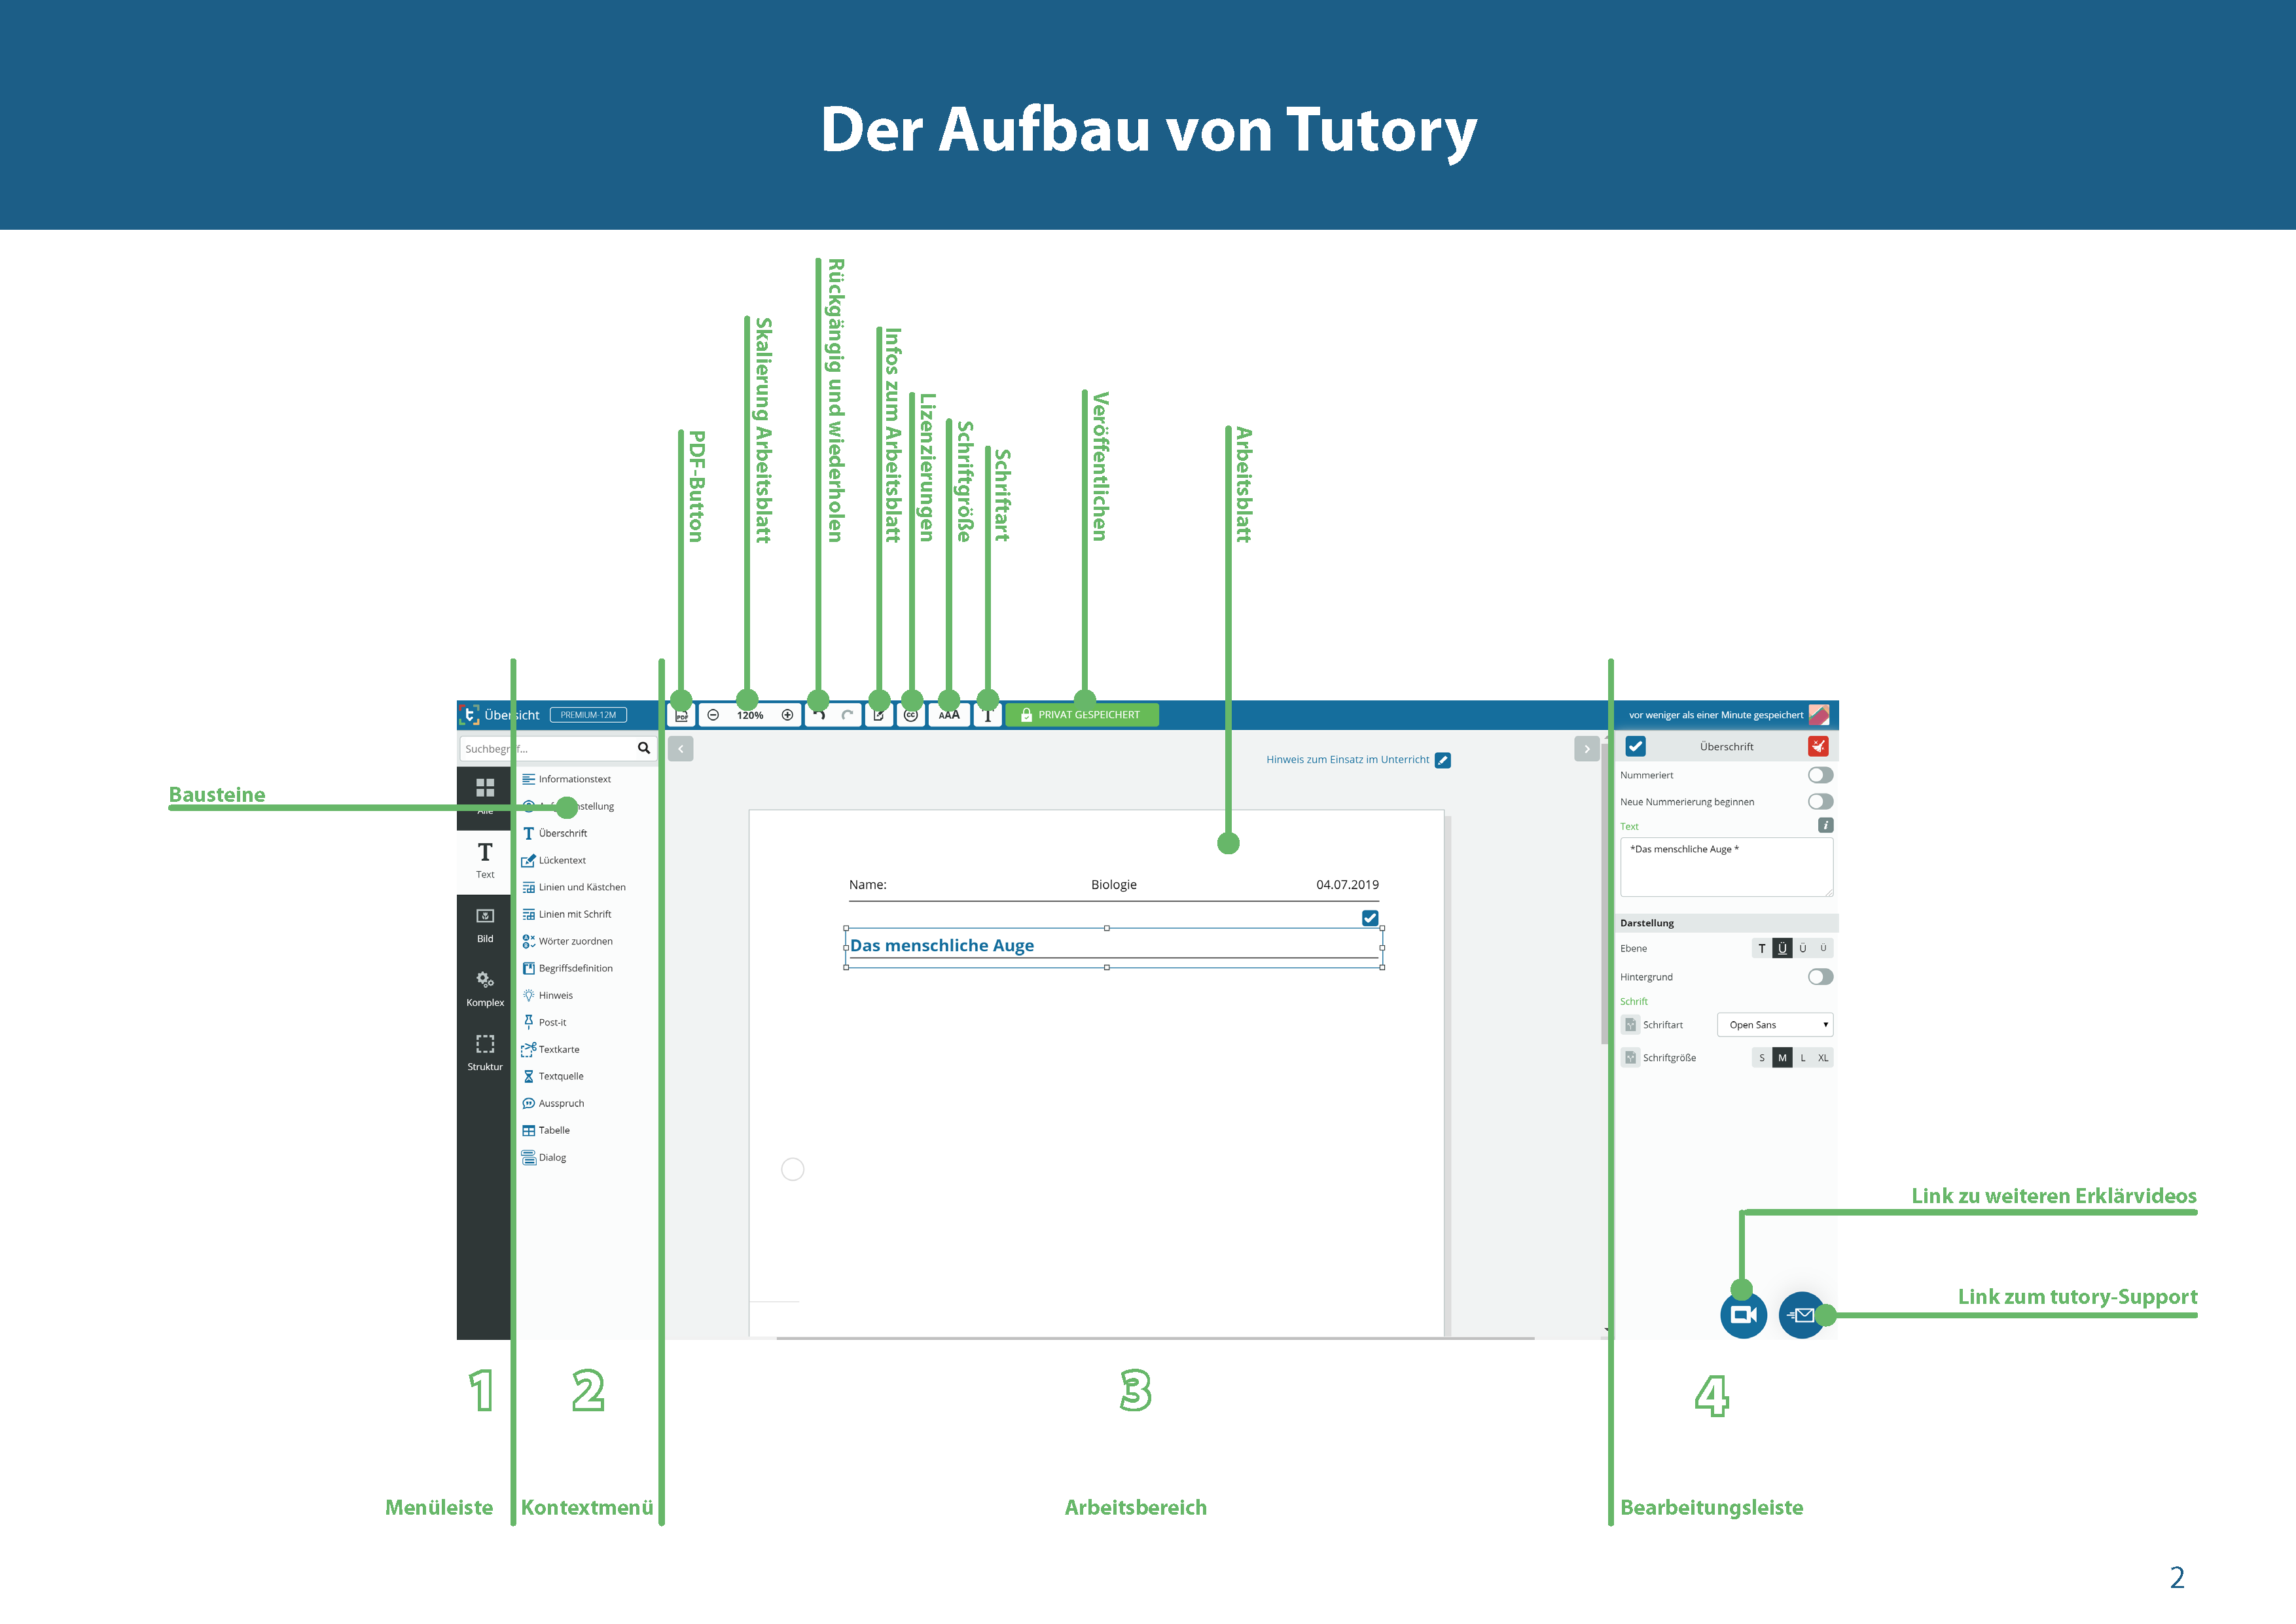 Der Aufbau von Tutory
PDF-Button
Skalierung Arbeitsblatt
Rückgängig und wiederholen
Infos zum Arbeitsblatt
Lizenzierungen
Schriftgröße
Schriftart
Veröffentlichen
Arbeitsblatt
Übersicht
PREMIUM-12M
PDF
120%
CC
AAA
T
PRIVAT GESPEICHERT
vor weniger als einer Minute gespeichert
Suchbegriff...
Bausteine
Alle
Text
Bild
Komplex
Struktur
Informationstext
Überschrift
Lückentext
Linien und Kästchen
Linien mit Schrift
Wörter zuordnen
Begriffsdefinition
Hinweis
Post-it
Textkarte
Textquelle
Ausspruch
Tabelle
Dialog
Hinweis zum Einsatz im Unterricht
Name: Biologie 04.07.2019
Das menschliche Auge
Überschrift
Nummeriert
Neue Nummerierung beginnen
Text
*Das menschliche Auge *
Darstellung
Ebene T Ü Ü Ü
Hintergrund
Schrift
Schriftart Open Sans
Schriftgröße S M L XL
Link zu weiteren Erklärvideos
Link zum tutory-Support
1 2 3 4
Menüleiste Kontextmenü Arbeitsbereich Bearbeitungsleiste
2